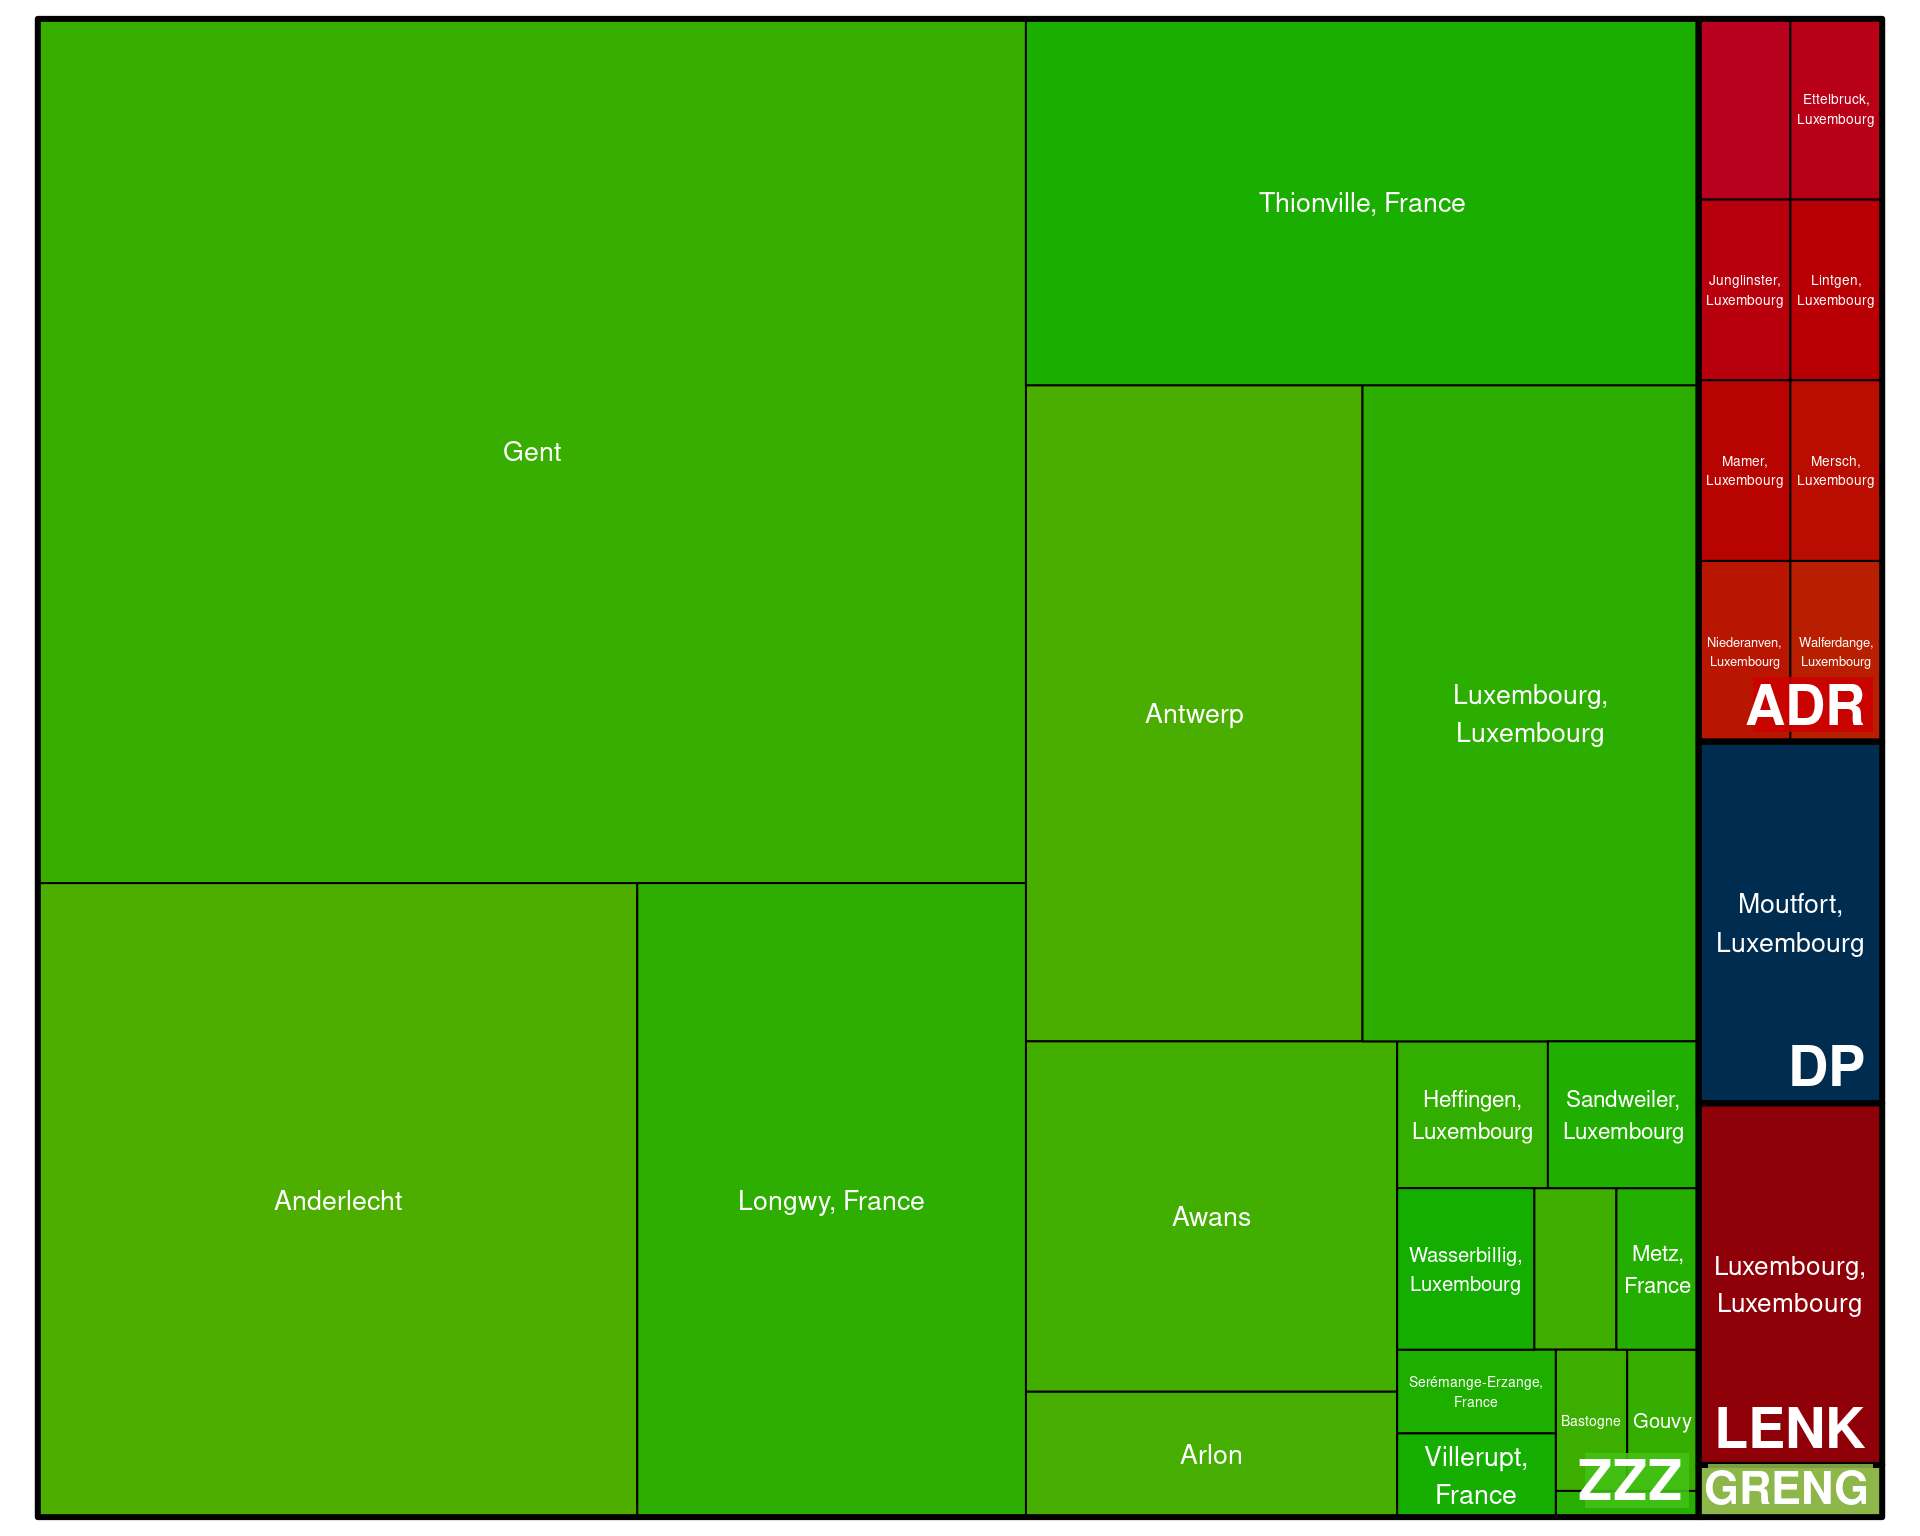 Gent
Thionville, France
Ettelbruck,
Luxembourg
Junglinster,
Luxembourg
Lintgen,
Luxembourg
Mamer,
Luxembourg
Mersch,
Luxembourg
Niederanven,
Luxembourg
Walferdange,
Luxembourg
ADR
Antwerp
Luxembourg,
Luxembourg
Moutfort,
Luxembourg
DP
Anderlecht
Longwy, France
Awans
Arlon
Heffingen,
Luxembourg
Sandweiler,
Luxembourg
Wasserbillig,
Luxembourg
Metz,
France
Serémange-Erzange,
France
Bastogne
Gouvy
Villerupt,
France
ZZZ
Luxembourg,
Luxembourg
LENK
GRENG